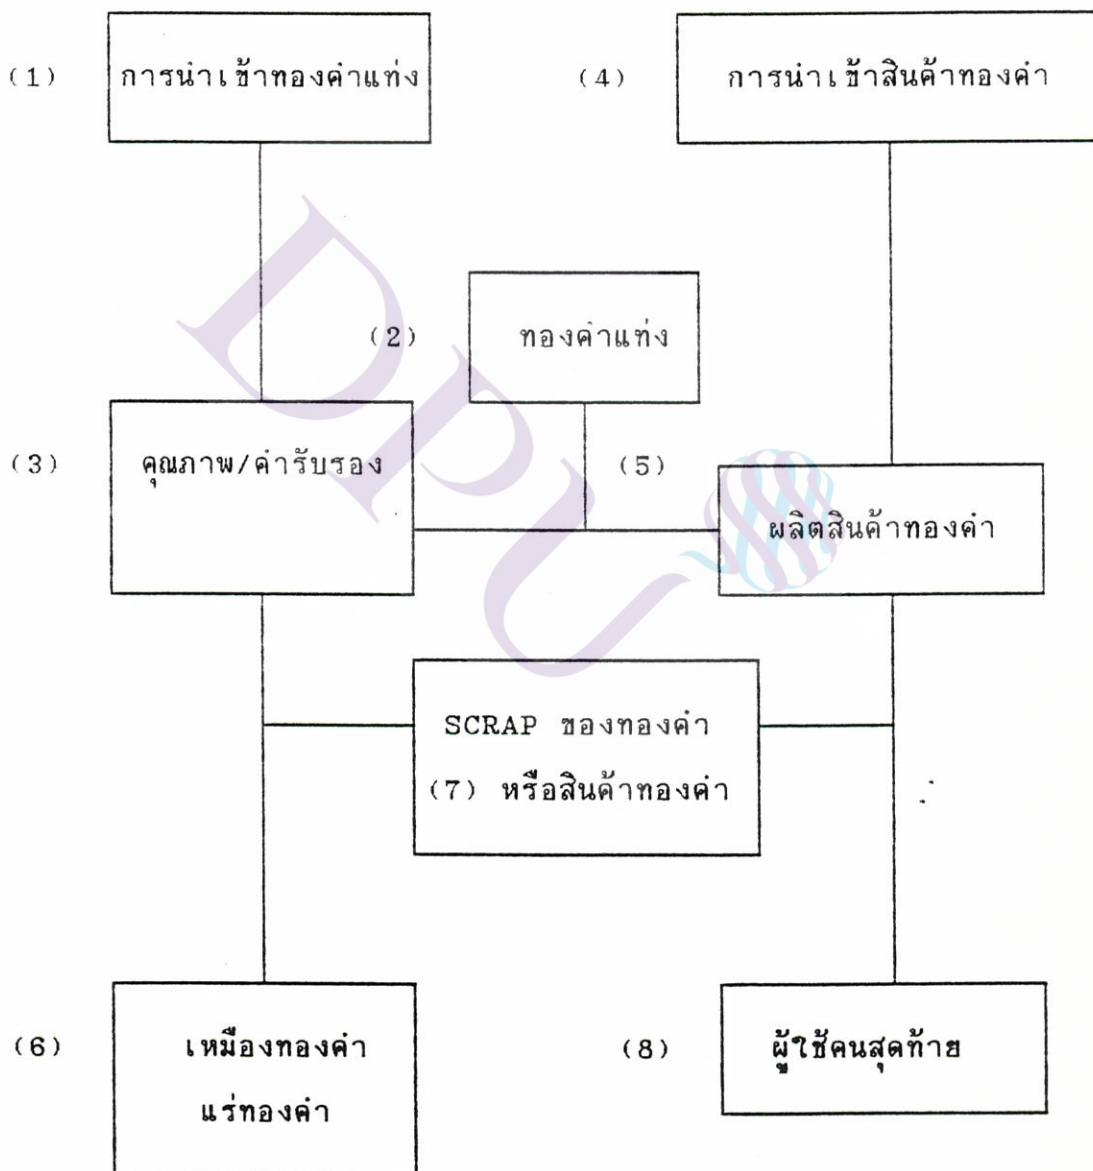 (1) การนำเข้าทองคำแท่ง
(4) การนำเข้าสินค้าทองคำ
(2) ทองคำแท่ง
(3) คุณภาพ/คำรับรอง
(5) ผลิตสินค้าทองคำ
SCRAP ของทองคำ
(7) หรือสินค้าทองคำ
(6) เหมืองทองคำ
แร่ทองคำ
(8) ผู้ใช้คนสุดท้าย
DPU